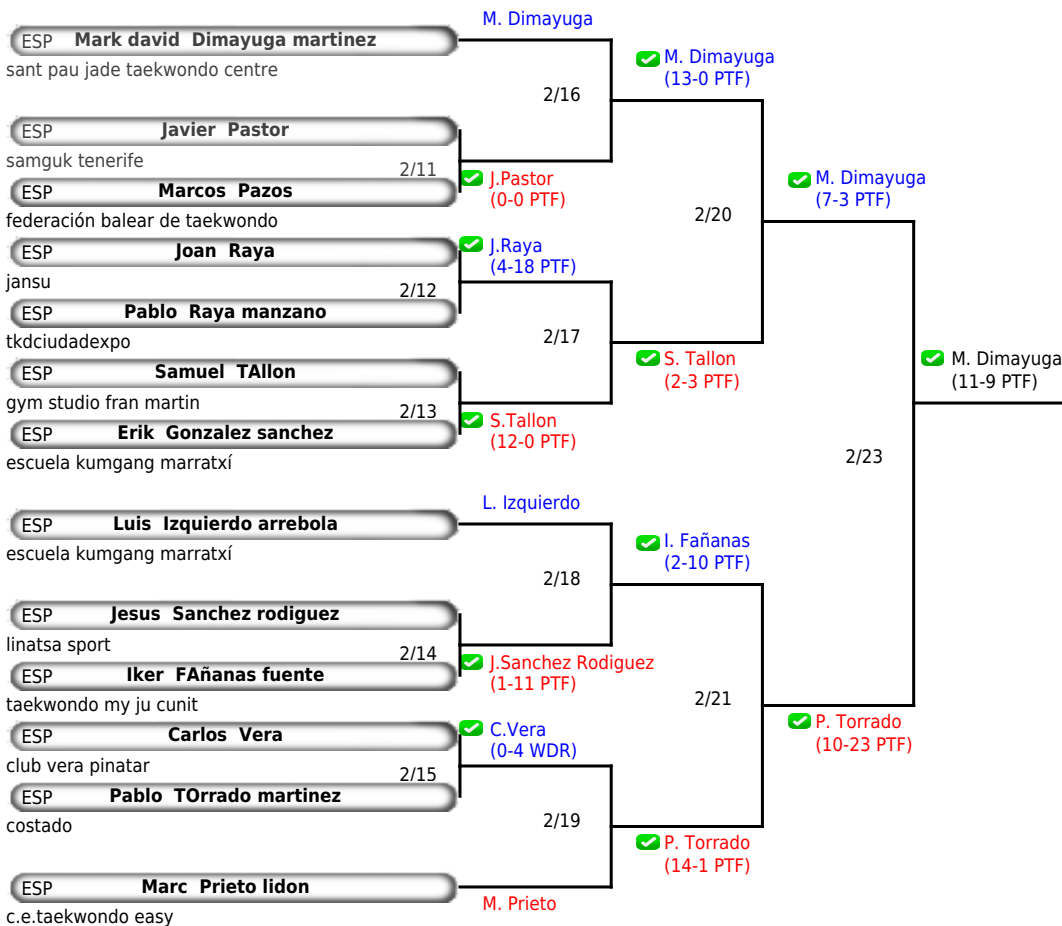 M. Dimayuga
ESP Mark david Dimayuga martinez
sant pau jade taekwondo centre
M. Dimayuga
(13-0 PTF)
2/16
ESP Javier Pastor
samguk tenerife
2/11
J.Pastor
(0-0 PTF)
ESP Marcos Pazos
federación balear de taekwondo
M. Dimayuga
(7-3 PTF)
2/20
ESP Joan Raya
jansu
J.Raya
(4-18 PTF)
2/12
ESP Pablo Raya manzano
tkdciudadexpo
2/17
S. Tallon
(2-3 PTF)
ESP Samuel TAllon
gym studio fran martin
2/13
S.Tallon
(12-0 PTF)
ESP Erik Gonzalez sanchez
escuela kumgang marratxí
M. Dimayuga
(11-9 PTF)
2/23
L. Izquierdo
ESP Luis Izquierdo arrebola
escuela kumgang marratxí
I. Fañanas
(2-10 PTF)
2/18
ESP Jesus Sanchez rodiguez
linatsa sport
2/14
J.Sanchez Rodiguez
(1-11 PTF)
ESP Iker FAñanas fuente
taekwondo my ju cunit
2/21
P. Torrado
(10-23 PTF)
ESP Carlos Vera
club vera pinatar
C.Vera
(0-4 WDR)
2/15
ESP Pablo TOrrado martinez
costado
2/19
P. Torrado
(14-1 PTF)
ESP Marc Prieto lidon
c.e.taekwondo easy
M. Prieto